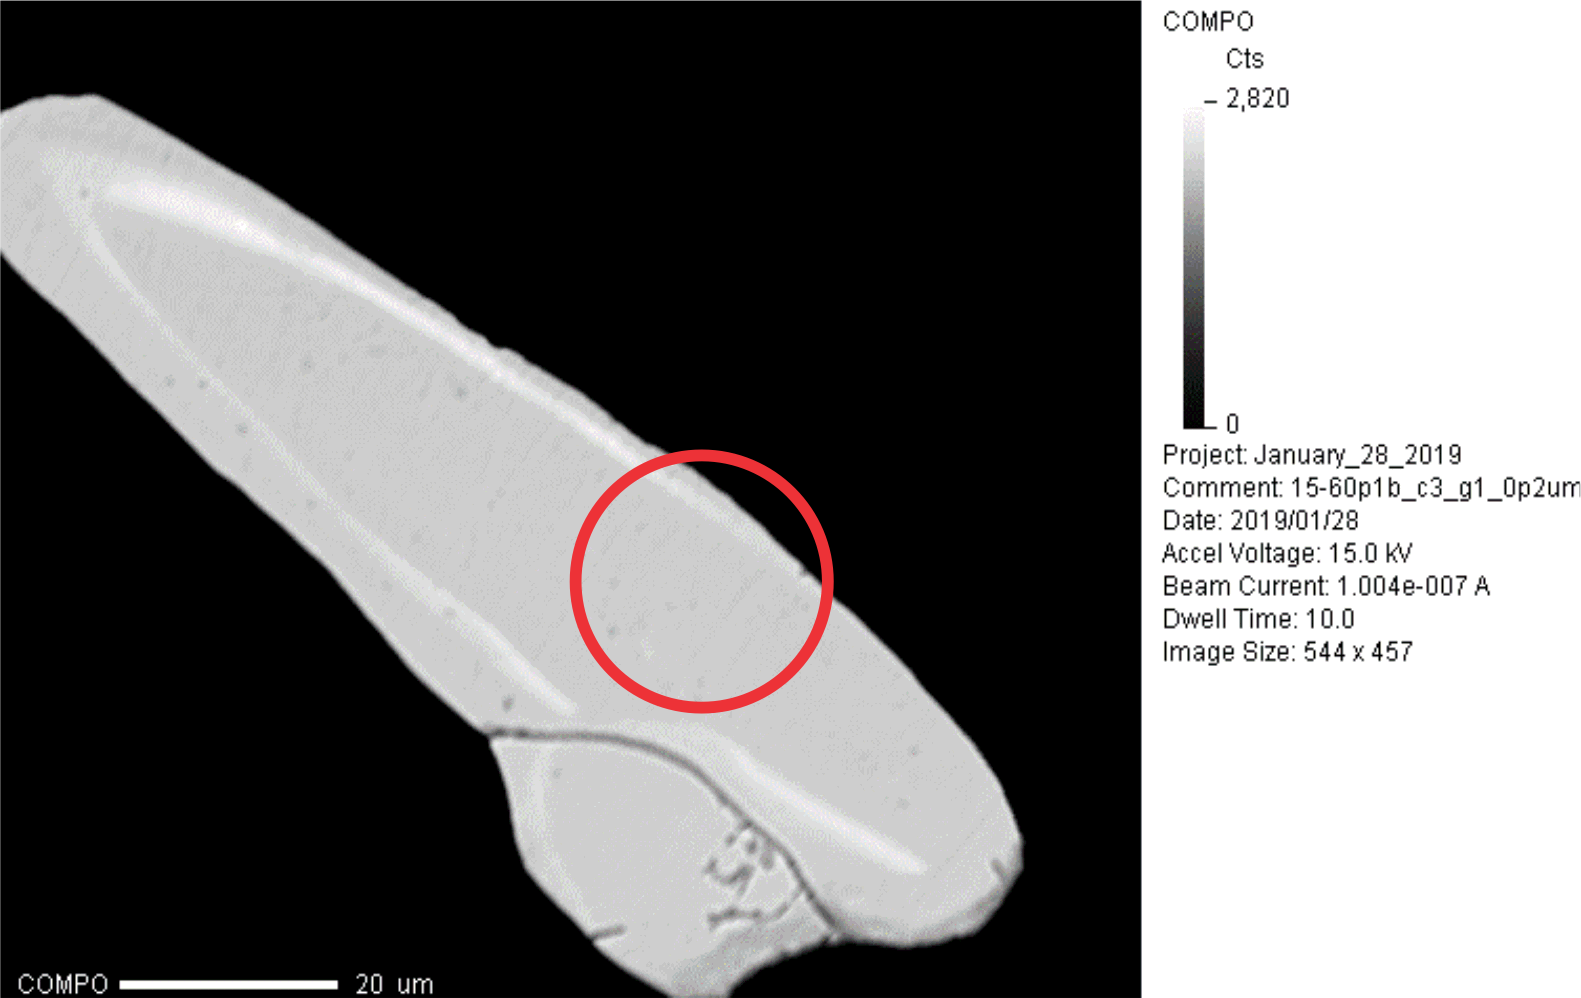 COMPO
Cts
2,820
0
Project: January_28_2019
Comment: 15-60p1b_c3_g1_0p2um
Date: 2019/01/28
Accel Voltage: 15.0 kV
Beam Current: 1.004e-007 A
Dwell Time: 10.0
Image Size: 544 x 457
COMPO 20 um